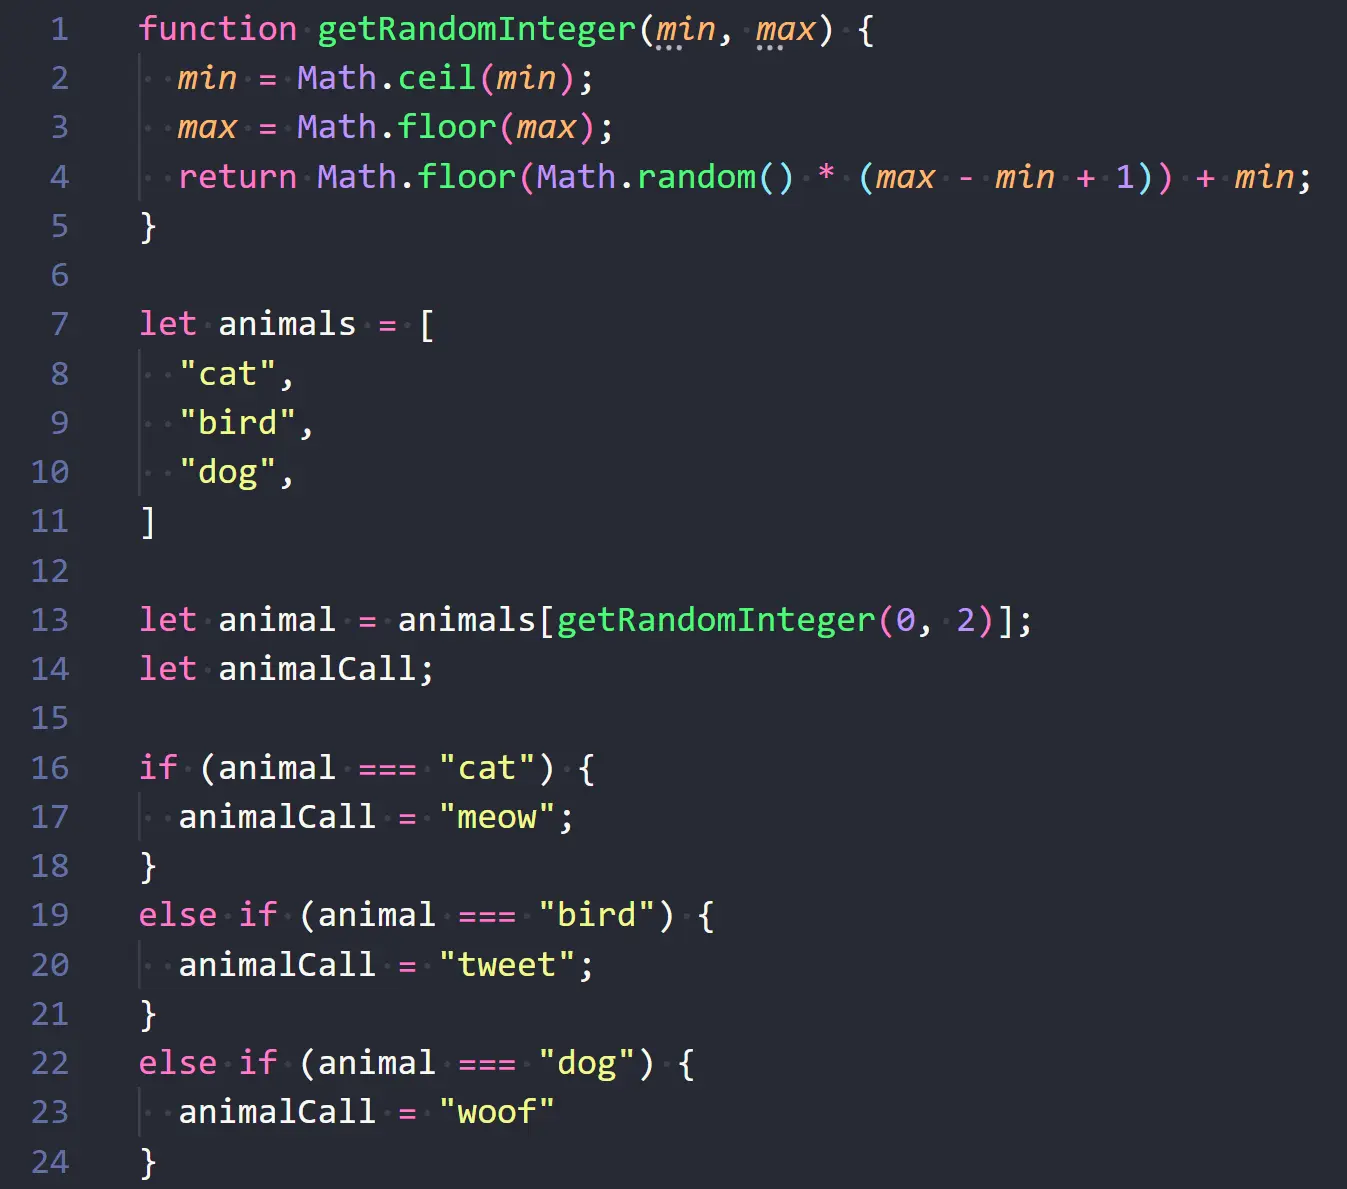 1 function getRandomInteger(min, max) {
2   min = Math.ceil(min);
3   max = Math.floor(max);
4   return Math.floor(Math.random() * (max - min + 1)) + min;
5 }
6
7 let animals = [
8   "cat",
9   "bird",
10   "dog",
11 ]
12
13 let animal = animals[getRandomInteger(0, 2)];
14 let animalCall;
15
16 if (animal === "cat") {
17   animalCall = "meow";
18 }
19 else if (animal === "bird") {
20   animalCall = "tweet";
21 }
22 else if (animal === "dog") {
23   animalCall = "woof"
24 }